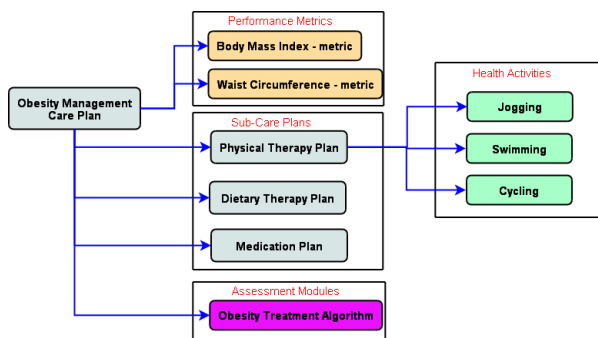 Performance Metrics
Body Mass Index - metric
Waist Circumference - metric
Obesity Management
Care Plan
Sub-Care Plans
Physical Therapy Plan
Dietary Therapy Plan
Medication Plan
Health Activities
Jogging
Swimming
Cycling
Assessment Modules
Obesity Treatment Algorithm